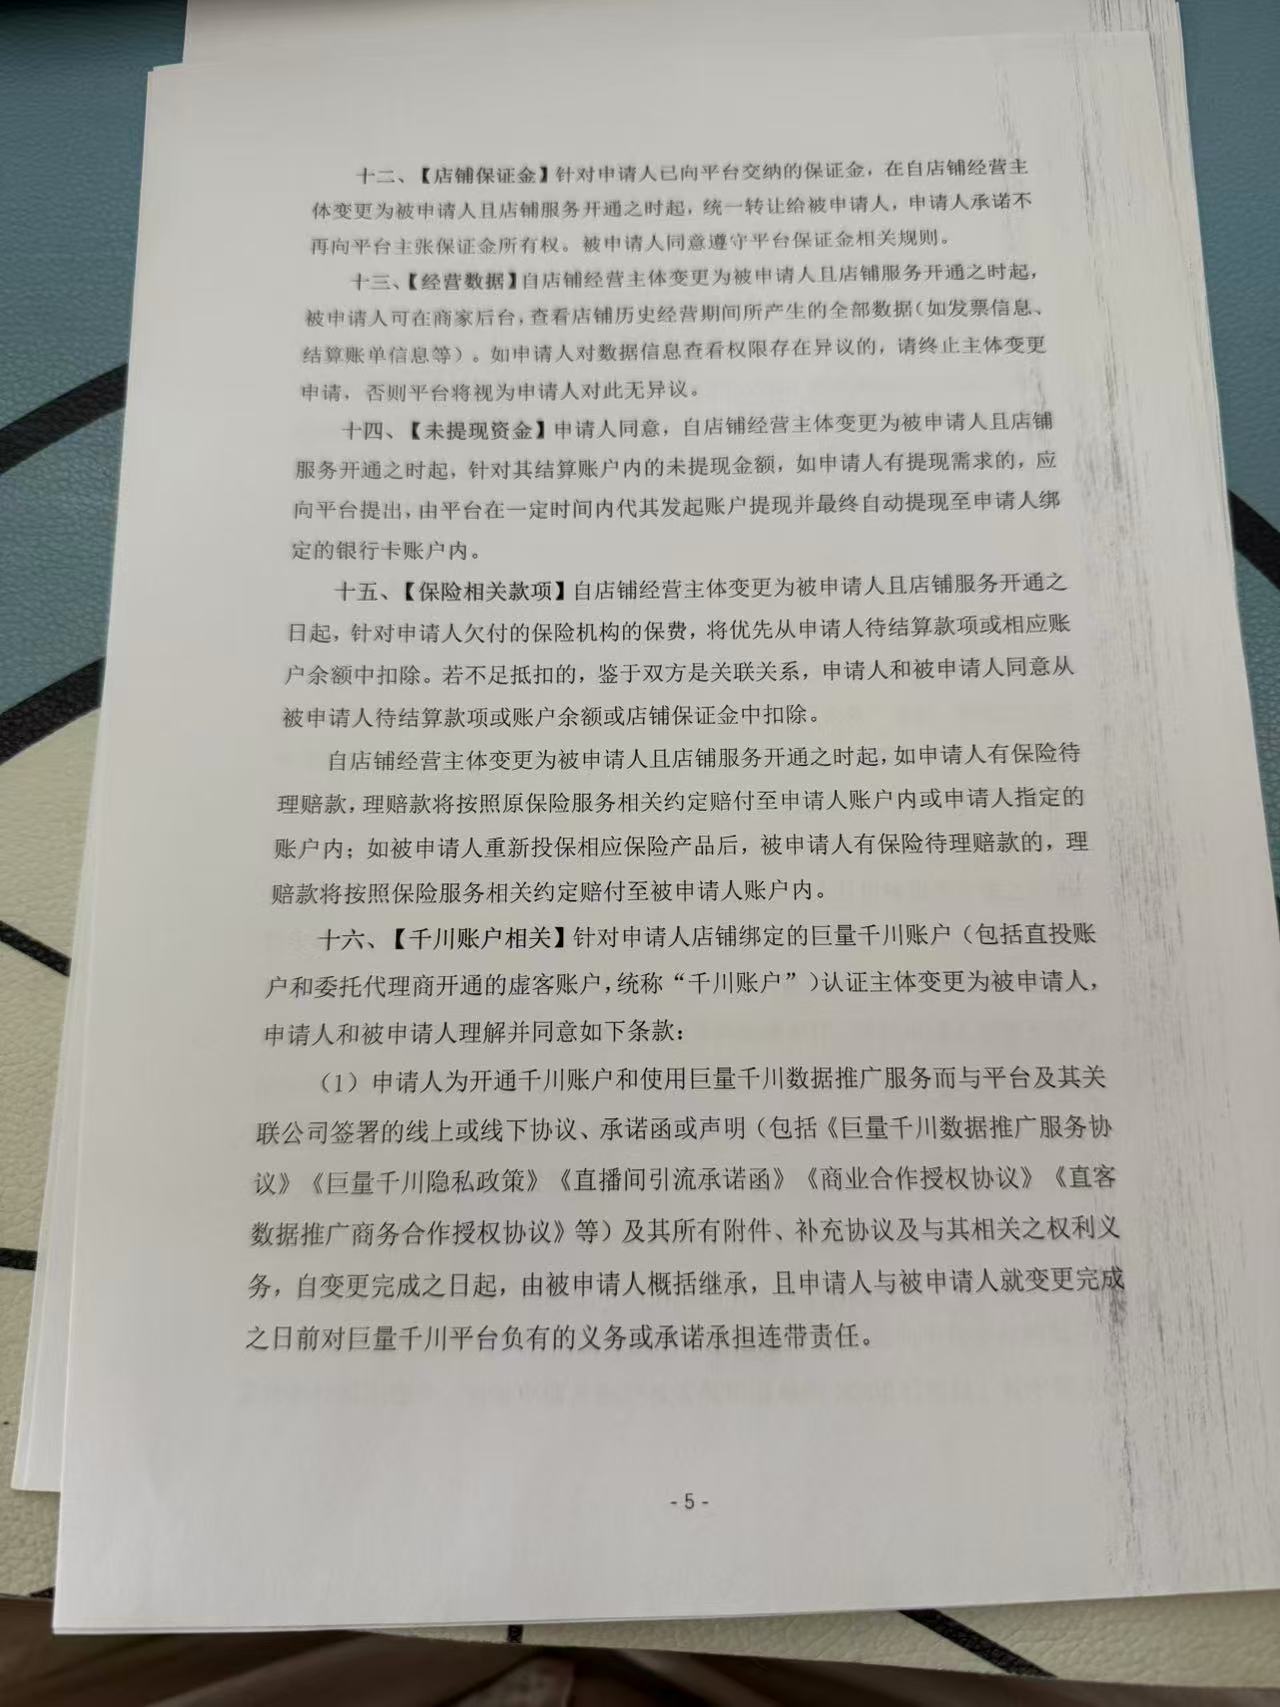 十二、【店铺保证金】针对申请人已向平台交纳的保证金，在自店铺经营主
体变更为被申请人且店铺服务开通之时起，统一转让给被申请人，申请人承诺不
再向平台主张保证金所有权。被申请人同意遵守平台保证金相关规则。
十三、【经营数据】自店铺经营主体变更为被申请人且店铺服务开通之时起，
被申请人可在商家后台，查看店铺历史经营期间所产生的全部数据（如发票信息、
结算账单信息等）。如申请人对数据信息查看权限存在异议的，请终止主体变更
申请，否则平台将视为申请人对此无异议。
十四、【未提现资金】申请人同意，自店铺经营主体变更为被申请人且店铺
服务开通之时起，针对其结算账户内的未提现金额，如申请人有提现需求的，应
向平台提出，由平台在一定时间内代其发起账户提现并最终自动提现至申请人绑
定的银行卡账户内。
十五、【保险相关款项】自店铺经营主体变更为被申请人且店铺服务开通之
日起，针对申请人欠付的保险机构的保费，将优先从申请人待结算款项或相应账
户余额中扣除。若不足抵扣的，鉴于双方是关联关系，申请人和被申请人同意从
被申请人待结算款项或账户余额或店铺保证金中扣除。
自店铺经营主体变更为被申请人且店铺服务开通之时起，如申请人有保险待
理赔款，理赔款将按照原保险服务相关约定赔付至申请人账户内或申请人指定的
账户内；如被申请人重新投保相应保险产品后，被申请人有保险待理赔款的，理
赔款将按照保险服务相关约定赔付至被申请人账户内。
十六、【千川账户相关】针对申请人店铺绑定的巨量千川账户（包括直投账
户和委托代理商开通的虚客账户，统称“千川账户”）认证主体变更为被申请人，
申请人和被申请人理解并同意如下条款：
（1）申请人为开通千川账户和使用巨量千川数据推广服务而与平台及其关
联公司签署的线上或线下协议、承诺函或声明（包括《巨量千川数据推广服务协
议》《巨量千川隐私政策》《直播间引流承诺函》《商业合作授权协议》《直客
数据推广商务合作授权协议》等）及其所有附件、补充协议及与其相关之权利义
务，自变更完成之日起，由被申请人概括继承，且申请人与被申请人就变更完成
之日前对巨量千川平台负有的义务或承诺承担连带责任。
- 5 -